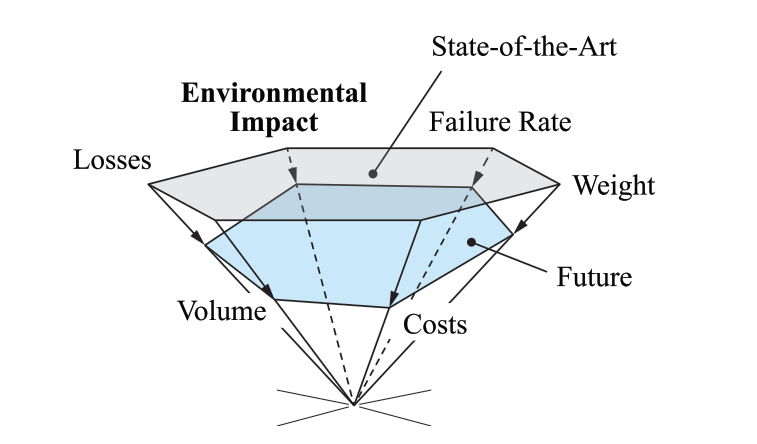 State-of-the-Art
Environmental
Impact
Failure Rate
Losses
Weight
Future
Volume
Costs